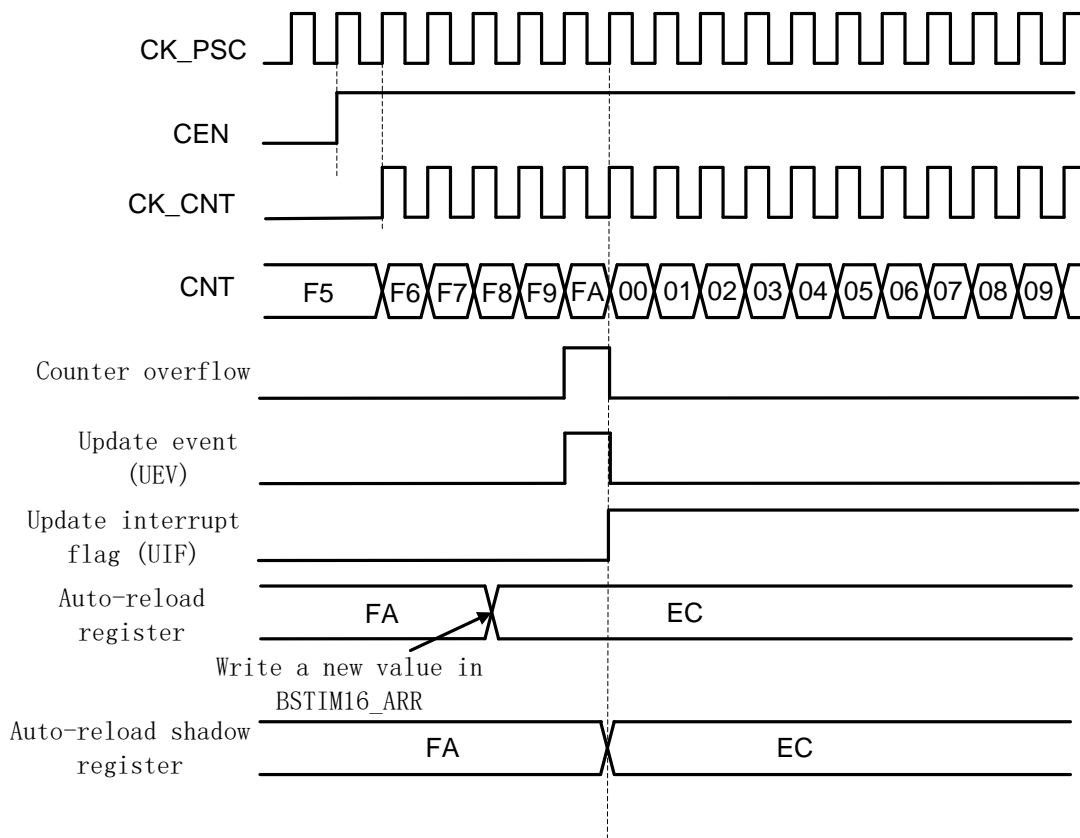 CK_PSC
CEN
CK_CNT
CNT F5 F6 F7 F8 F9 FA 00 01 02 03 04 05 06 07 08 09
Counter overflow
Update event
(UEV)
Update interrupt
flag (UIF)
Auto-reload
register
FA EC
Write a new value in
BSTIM16_ARR
Auto-reload shadow
register
FA EC